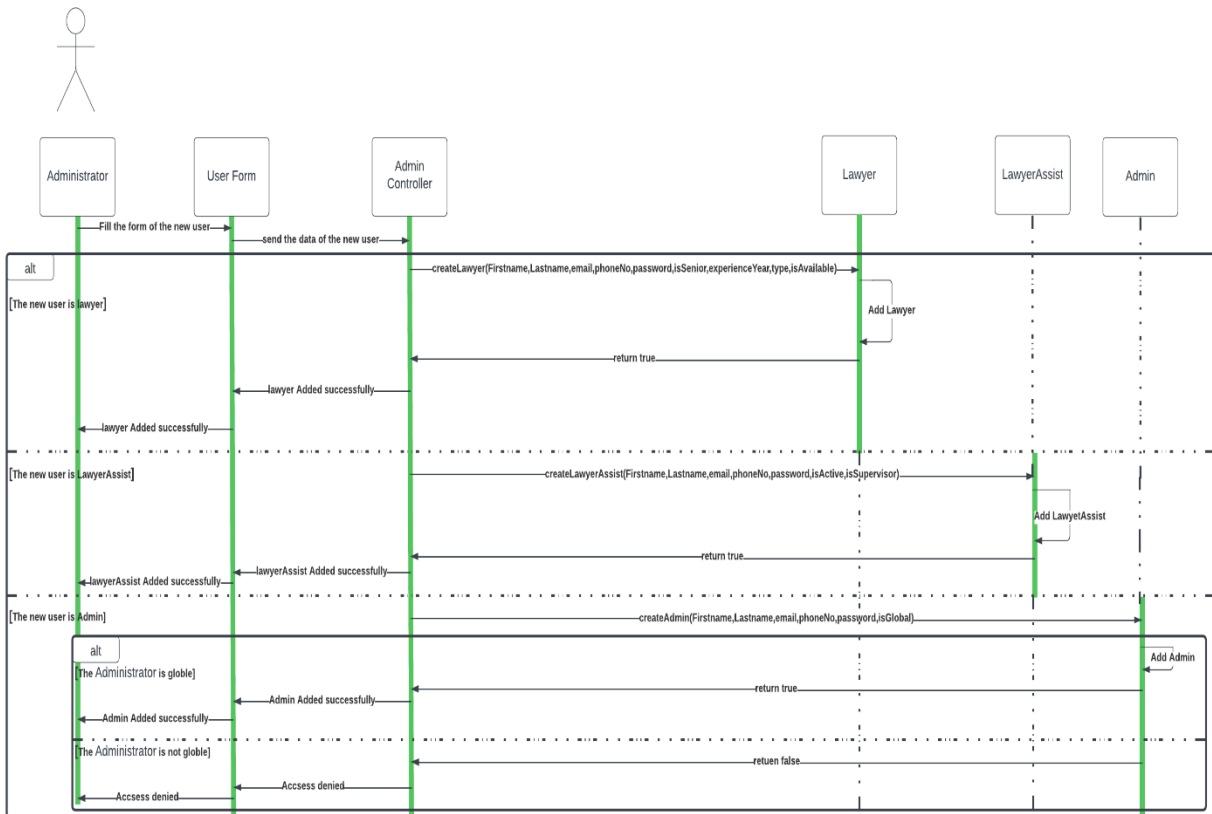 Administrator
User Form
Admin
Controller
Lawyer
LawyerAssist
Admin
Fill the form of the new user
send the data of the new user
alt
createLawyer(Firstname,Lastname,email,phoneNo,password,isSenior,experienceYear,type,isAvailable)
[The new user is lawyer]
Add Lawyer
return true
lawyer Added successfully
lawyer Added successfully
[The new user is LawyerAssist]
createLawyerAssist(Firstname,Lastname,email,phoneNo,password,isActive,isSupervisor)
Add LawyetAssist
return true
lawyerAssist Added successfully
lawyerAssist Added successfully
[The new user is Admin]
createAdmin(Firstname,Lastname,email,phoneNo,password,isGlobal)
alt
Add Admin
[The Administrator is globle]
return true
Admin Added successfully
Admin Added successfully
[The Administrator is not globle]
retuen false
Accsess denied
Accsess denied